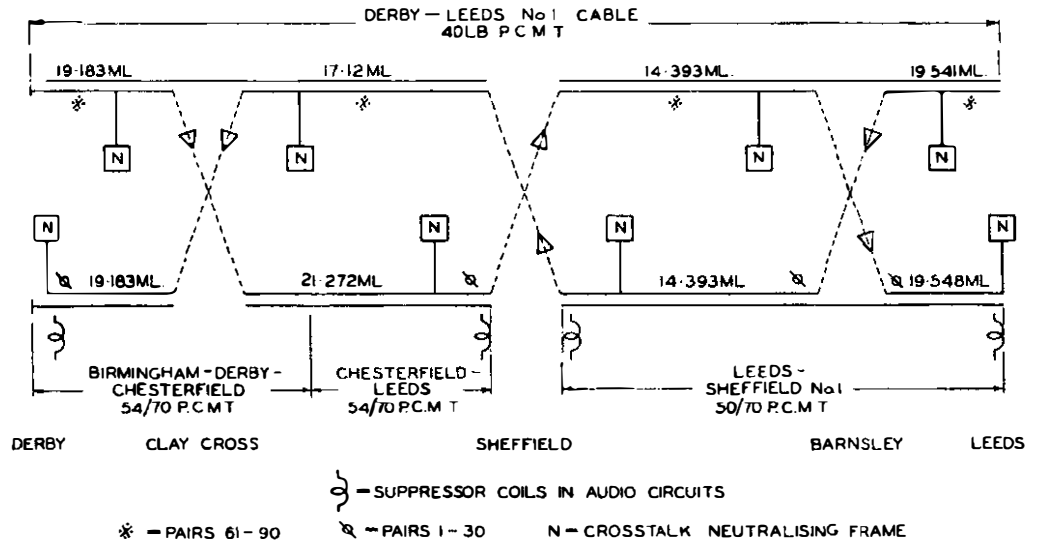 DERBY—LEEDS No 1 CABLE
40LB P C M T
19·183ML 17·12ML 14·393ML. 19 541ML.
N N N N
N N N N
19·183ML. 21·272ML 14·393ML 19·548ML
BIRMINGHAM-DERBY-
CHESTERFIELD
54/70 P.C.M T
CHESTERFIELD-
LEEDS
54/70 P.C.M T
LEEDS-
SHEFFIELD No1
50/70 P.C.M T
DERBY CLAY CROSS SHEFFIELD BARNSLEY LEEDS
-SUPPRESSOR COILS IN AUDIO CIRCUITS
-PAIRS 61-90 -PAIRS 1-30 N-CROSSTALK NEUTRALISING FRAME